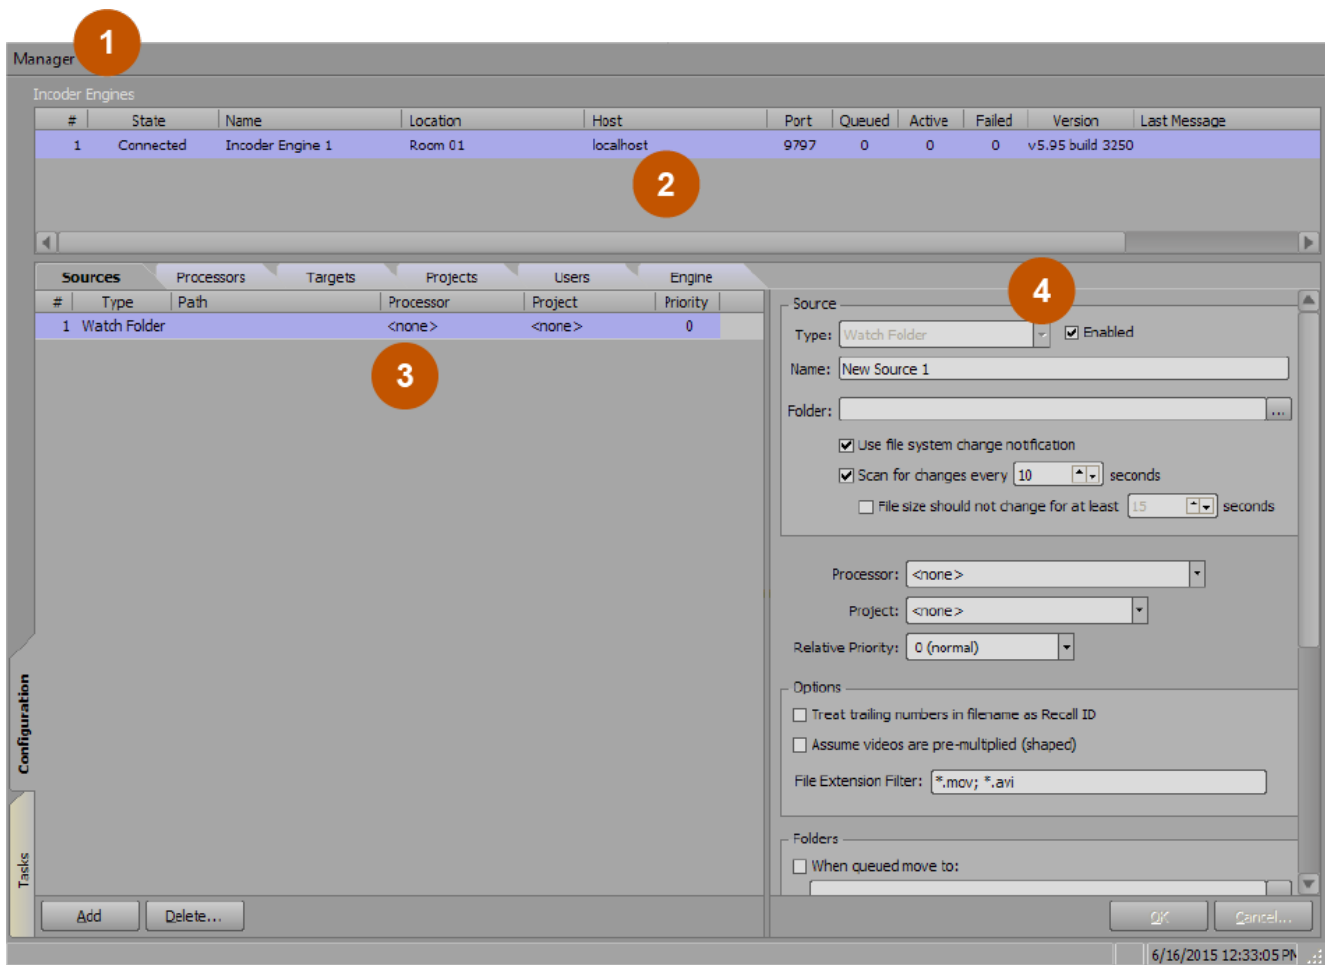 1
Manager
Incoder Engines
# State Name Location Host Port Queued Active Failed Version Last Message
1 Connected Incoder Engine 1 Room 01 localhost 9797 0 0 0 v5.95 build 3250
2
Sources Processors Targets Projects Users Engine
# Type Path Processor Project Priority
1 Watch Folder <none> <none> 0
3
4
Source
Type: Watch Folder Enabled
Name: New Source 1
Folder: ...
Use file system change notification
Scan for changes every 10 seconds
File size should not change for at least 15 seconds
Processor: <none>
Project: <none>
Relative Priority: 0 (normal)
Options
Treat trailing numbers in filename as Recall ID
Assume videos are pre-multiplied (shaped)
File Extension Filter: *.mov; *.avi
Folders
When queued move to:
Configuration
Tasks
Add Delete...
OK Cancel...
6/16/2015 12:33:05 PM